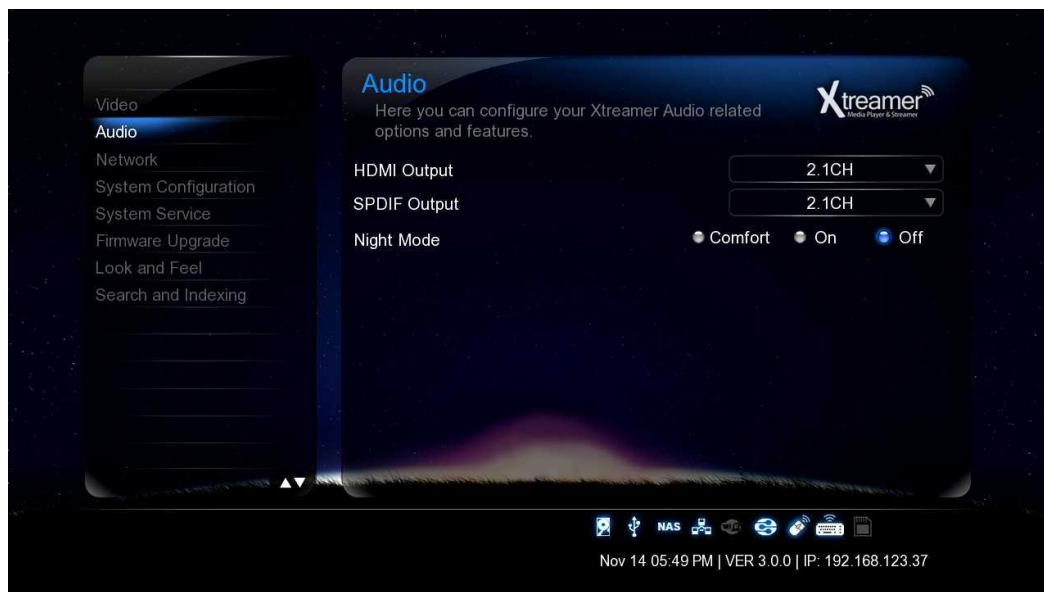 Video
Audio
Network
System Configuration
System Service
Firmware Upgrade
Look and Feel
Search and Indexing
Audio
Here you can configure your Xtreamer Audio related
options and features.
Xtreamer
Media Player & Streamer
HDMI Output
2.1CH
SPDIF Output
2.1CH
Night Mode
Comfort
On
Off
NAS
Nov 14 05:49 PM | VER 3.0.0 | IP: 192.168.123.37